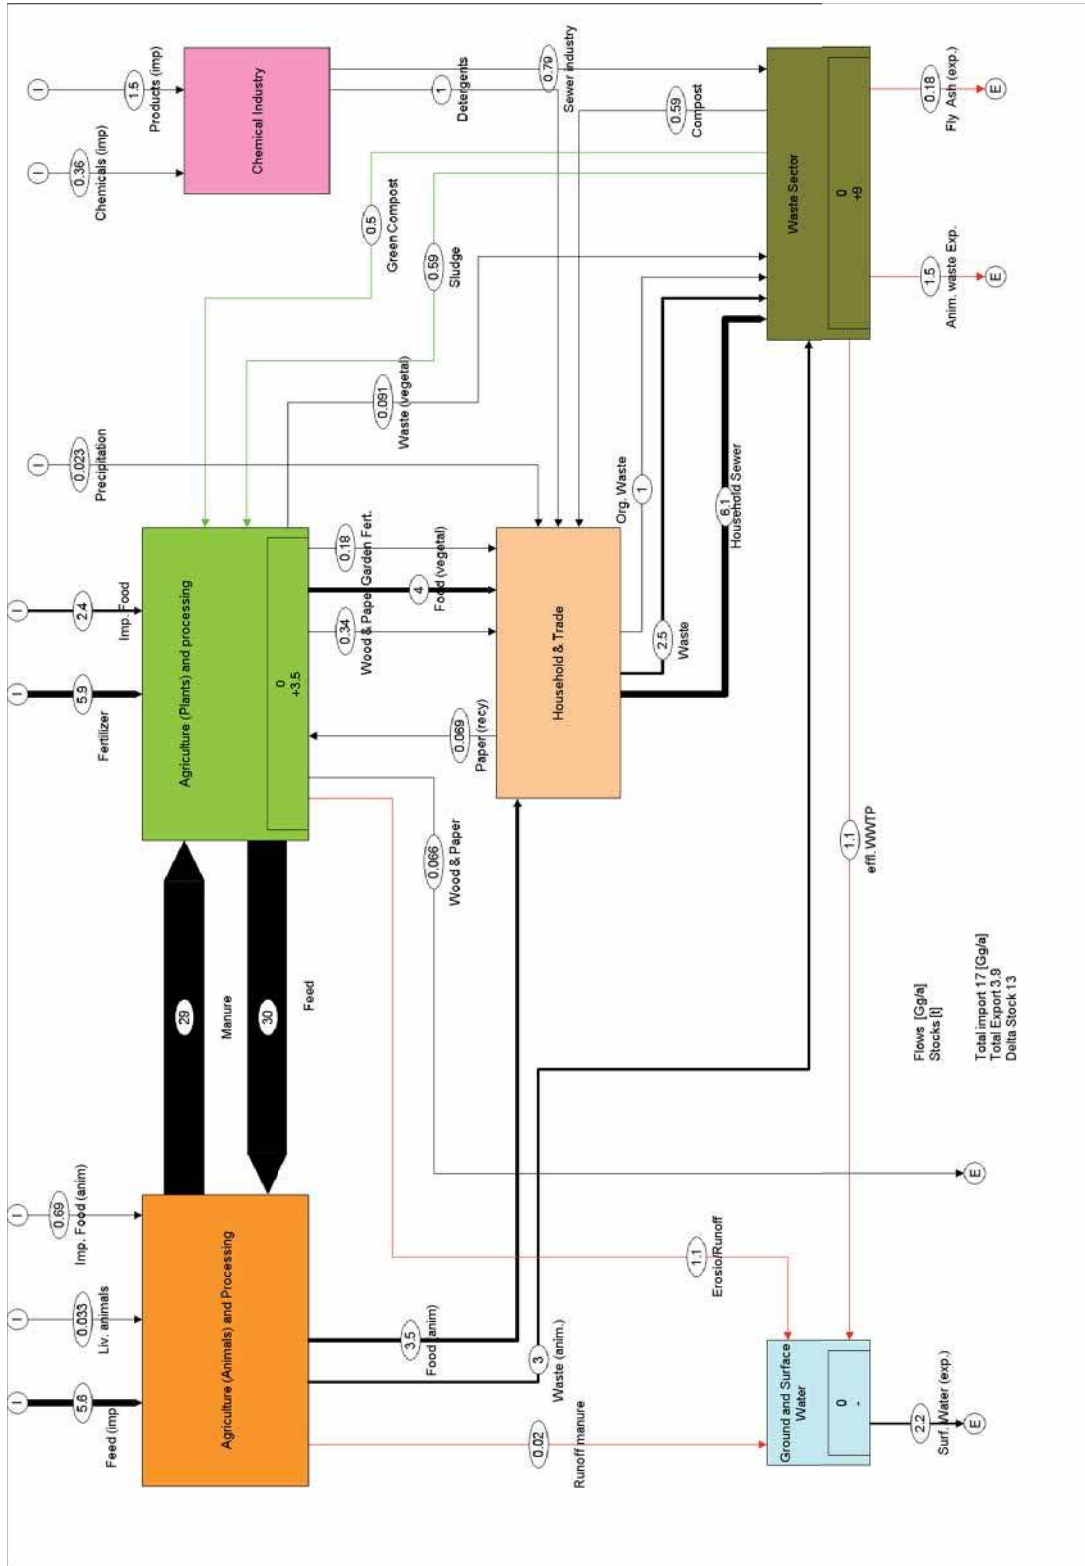 I
I
I
I
I
5.6
Feed (imp
0.033
Liv. animals
0.69
Imp. Food (anim)
5.9
Fertilizer
2.4
Imp. Food
I
0.023
Precipitation
I
0.36
Chemicals (imp)
I
1.5
Products (imp)
Agriculture (Animals) and Processing
29
Manure
30
Feed
Agriculture (Plants) and processing
0
+3.5
Chemical Industry
0.091
Waste (vegetal)
0.5
Green Compost
0.59
Sludge
1
Detergents
0.79
Sewer industry
3.5
Food (anim)
0.066
Wood & Paper
0.069
Paper (recy)
0.34
Wood & Paper
4
Food (vegetal)
0.18
Garden Fert.
0.02
Runoff manure
3
Waste (anim.)
Household & Trade
1
Org. Waste
2.5
Waste
6.1
Household Sewer
0.59
Compost
1.1
Erosio/Runoff
Ground and Surface
Water
0
-
1.1
effl. WWTP
Waste Sector
0
+9
2.2
Surf. Water (exp.)
E
E
1.5
Anim. waste Exp.
E
0.18
Fly Ash (exp.)
E
Flows [Gg/a]
Stocks [t]
Total import 17 [Gg/a]
Total Export 3.9
Delta Stock 13